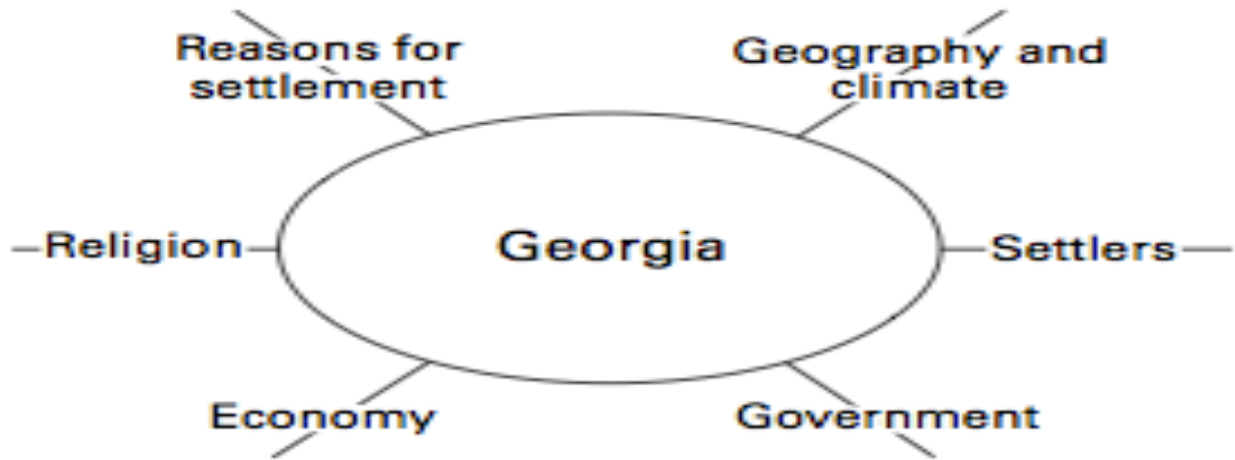 Reasons for
settlement
Geography and
climate
Religion
Georgia
Settlers
Economy
Government